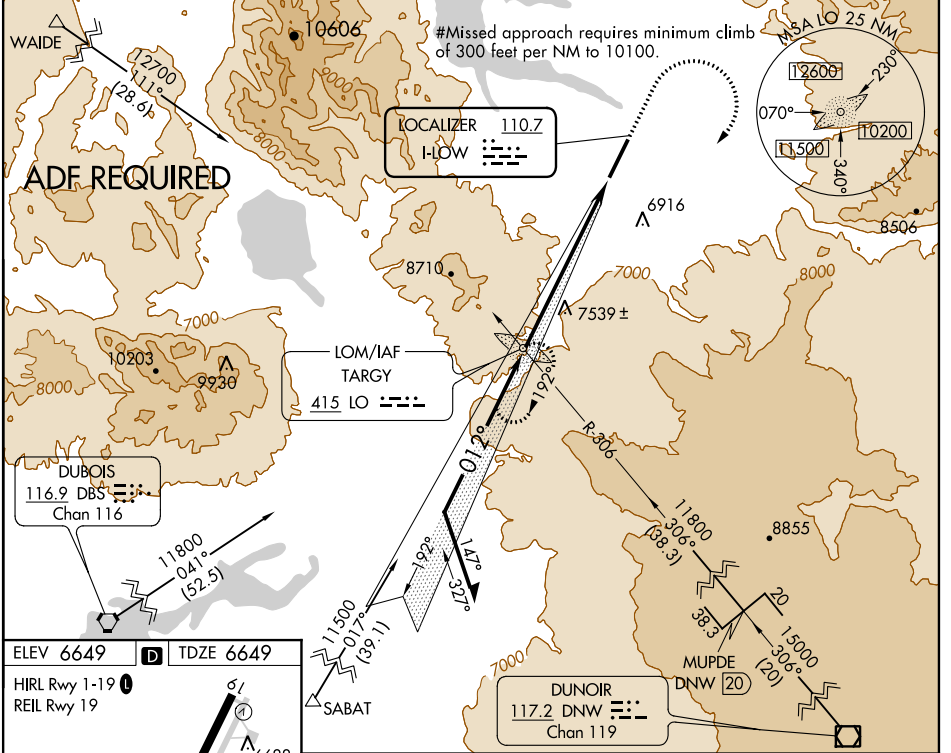 WAIDE
12700
111°
(28.6)
10606
9000
8000
#Missed approach requires minimum climb
of 300 feet per NM to 10100.
MSA LO 25 NM
12600
230°
070°
10200
11500
340°
8506
LOCALIZER 110.7
I-LOW
ADF REQUIRED
6916
8710
7000
8000
7539 ±
7000
10203
9930
8000
7000
LOM/IAF
TARGY
415 LO
192°
012°
R-306
DUBOIS
116.9 DBS
Chan 116
11800
041°
(52.5)
192°
147°
327°
11500
017°
(39.1)
SABAT
11800
306°
(38.3)
8855
20
38.3
MUPDE
DNW 20
15000
306°
(20)
7000
DUNOIR
117.2 DNW
Chan 119
ELEV 6649 D TDZE 6649
HIRL Rwy 1-19 L
REIL Rwy 19
19